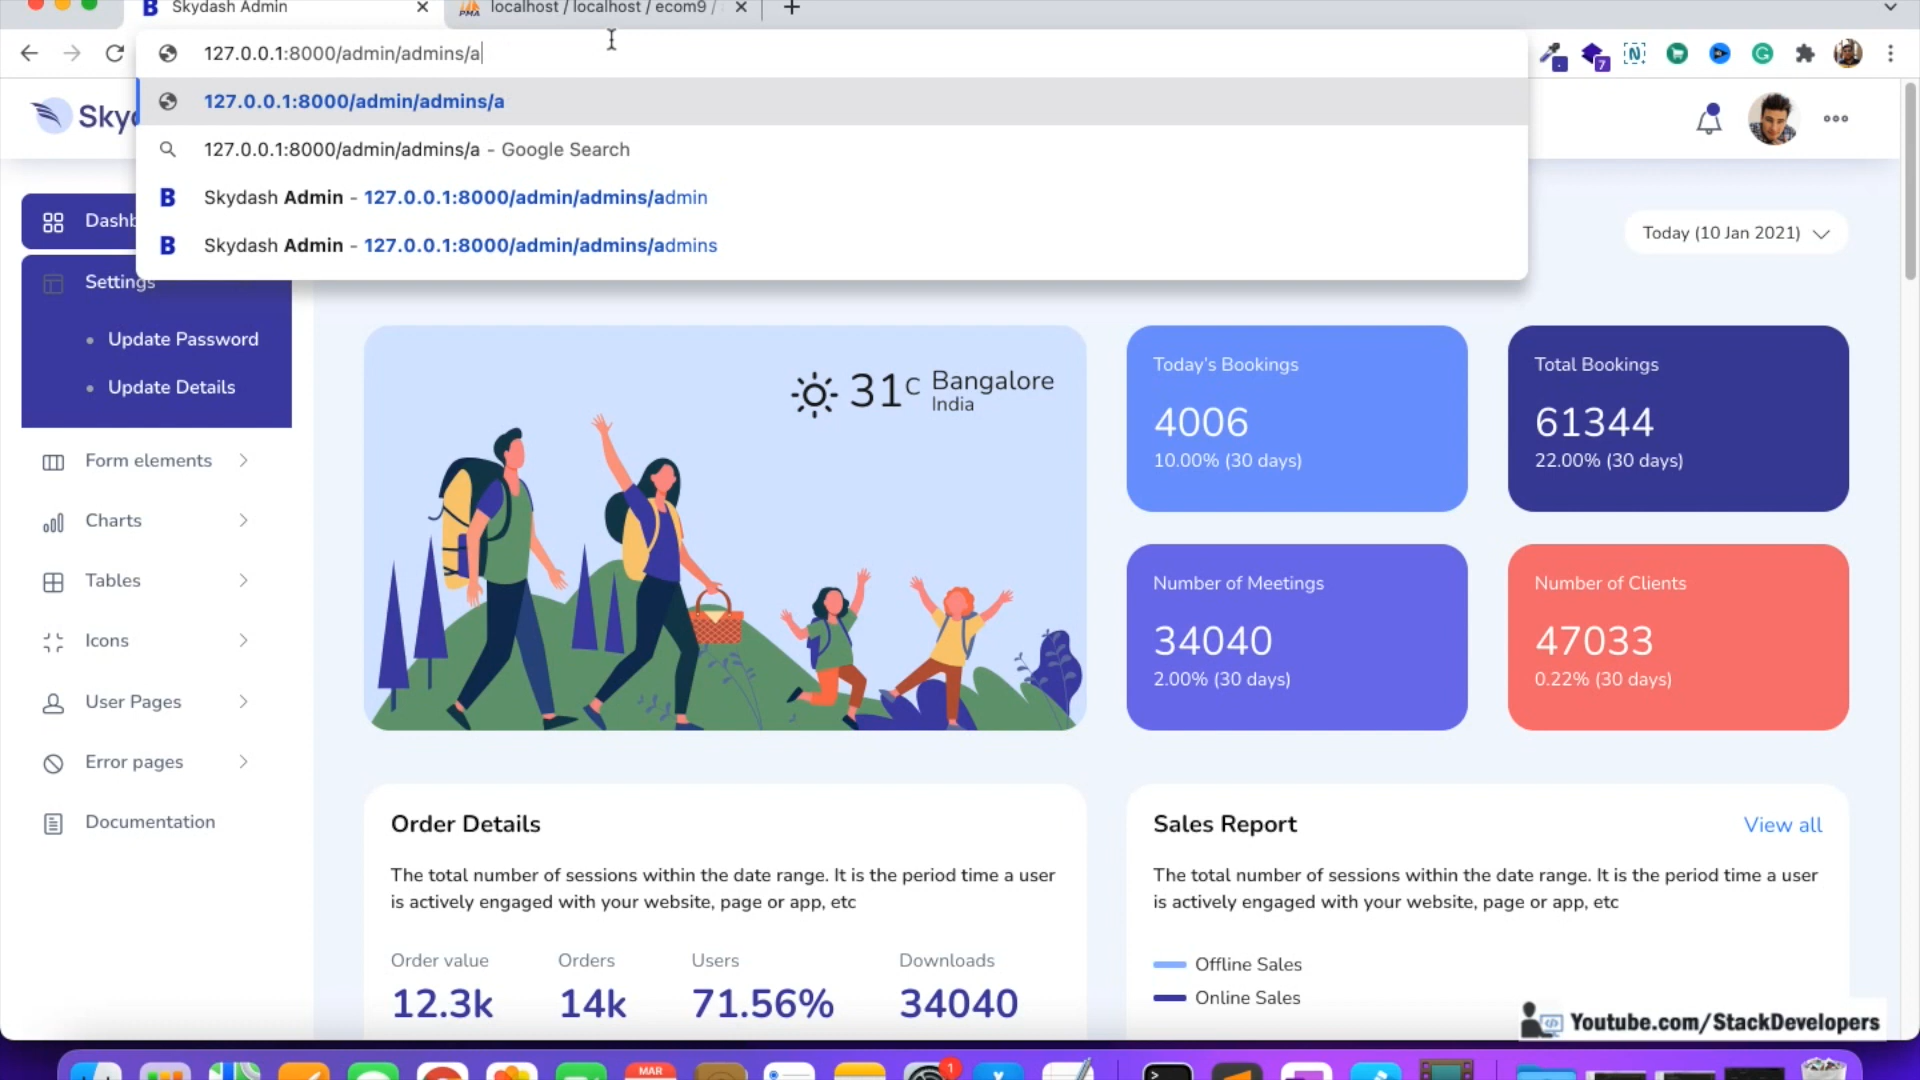 Skydash Admin
localhost / localhost / ecom9 /
127.0.0.1:8000/admin/admins/a
127.0.0.1:8000/admin/admins/a
127.0.0.1:8000/admin/admins/a - Google Search
Skydash Admin - 127.0.0.1:8000/admin/admins/admin
Skydash Admin - 127.0.0.1:8000/admin/admins/admins
7
Today (10 Jan 2021)
Settings
Update Password
Update Details
Form elements
Charts
Tables
Icons
User Pages
Error pages
Documentation
31 C Bangalore
India
Today's Bookings
4006
10.00% (30 days)
Total Bookings
61344
22.00% (30 days)
Number of Meetings
34040
2.00% (30 days)
Number of Clients
47033
0.22% (30 days)
Order Details
The total number of sessions within the date range. It is the period time a user
is actively engaged with your website, page or app, etc
Order value Orders Users Downloads
12.3k 14k 71.56% 34040
Sales Report
View all
The total number of sessions within the date range. It is the period time a user
is actively engaged with your website, page or app, etc
Offline Sales
Online Sales
Youtube.com/StackDevelopers
MAR
1